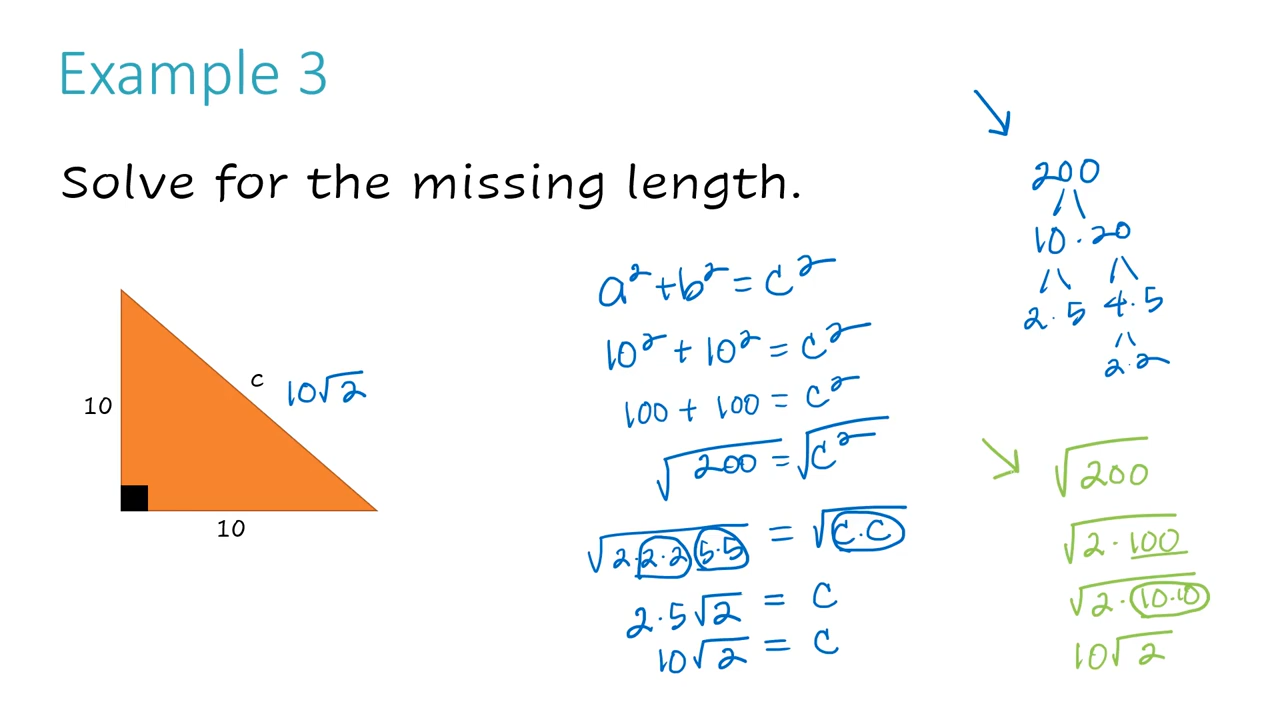 Example 3
Solve for the missing length.
10
c
10√2
10
a² + b² = c²
10² + 10² = c²
100 + 100 = c²
√200 = √c²
√2·2·2·5·5 = √c·c
2·5√2 = c
10√2 = c
200
10·20
2·5 4·5
2·2
√200
√2·100
√2·10·10
10√2